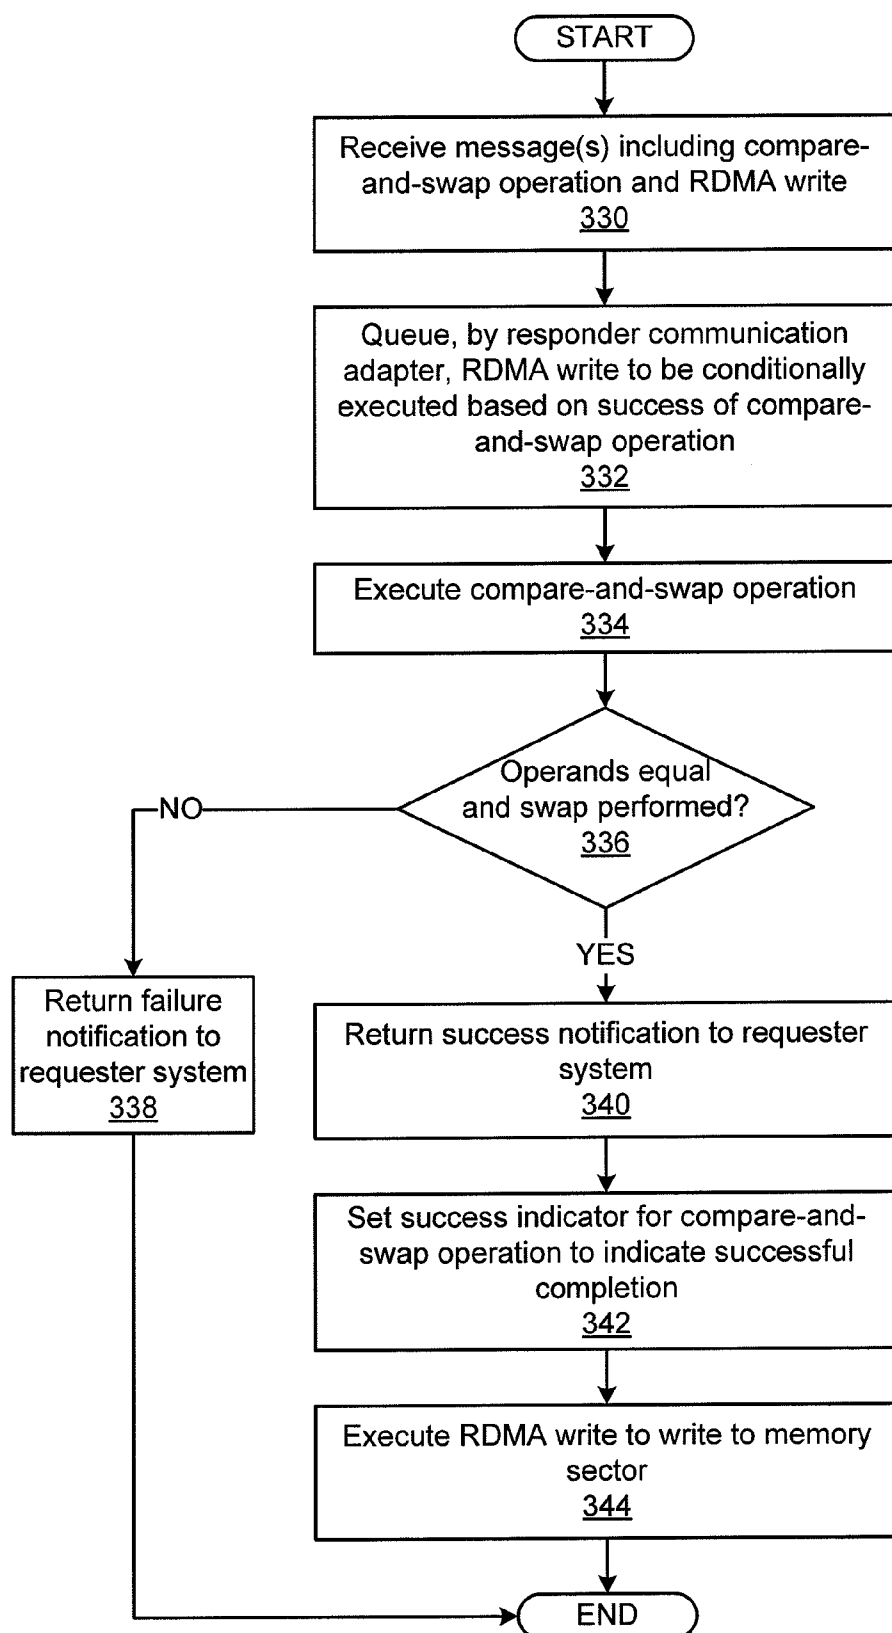 START
Receive message(s) including compare-
and-swap operation and RDMA write
330
Queue, by responder communication
adapter, RDMA write to be conditionally
executed based on success of compare-
and-swap operation
332
Execute compare-and-swap operation
334
Operands equal
and swap performed?
336
NO
YES
Return failure
notification to
requester system
338
Return success notification to requester
system
340
Set success indicator for compare-and-
swap operation to indicate successful
completion
342
Execute RDMA write to write to memory
sector
344
END